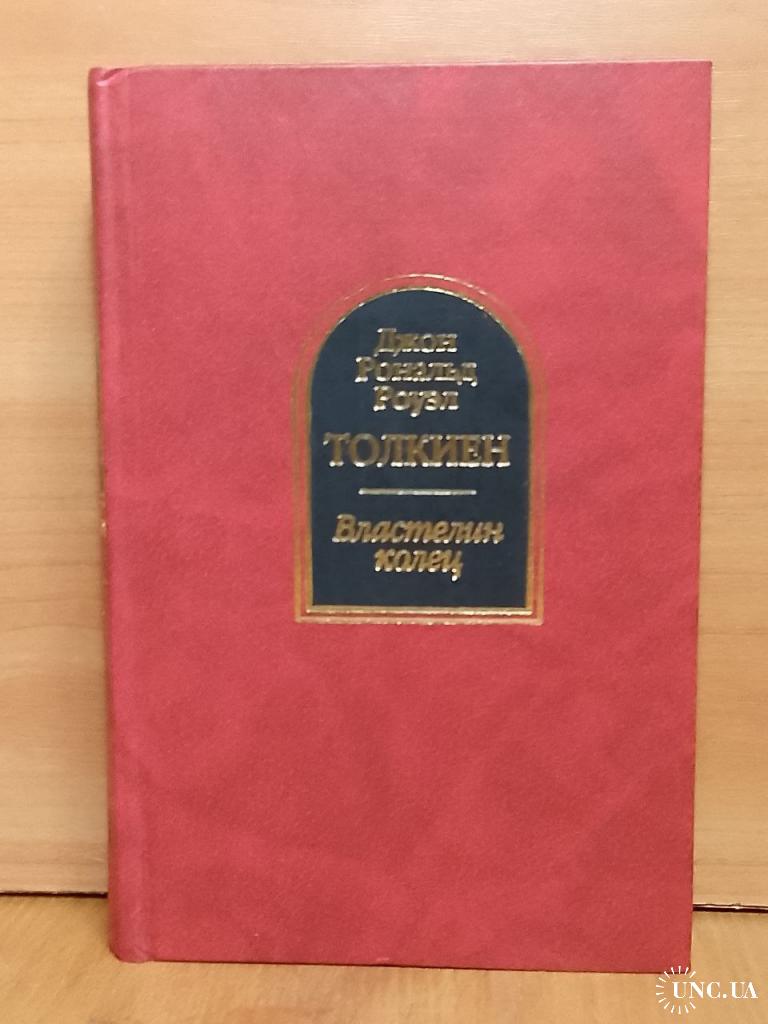 Джон
Рональд
Роуэл
ТОЛКИЕН
Властелин
колец
UNC.UA